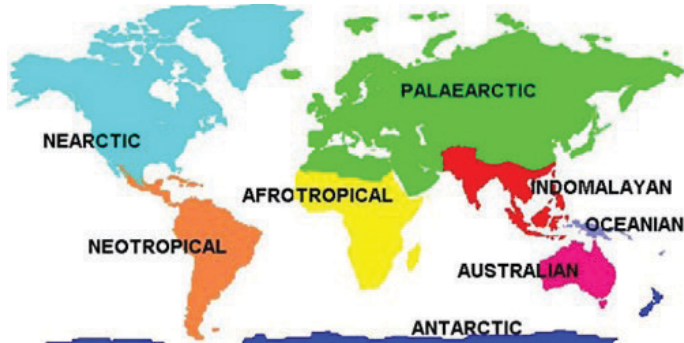 PALAEARCTIC
NEARCTIC
AFROTROPICAL
INDOMALAYAN
OCEANIAN
NEOTROPICAL
AUSTRALIAN
ANTARCTIC